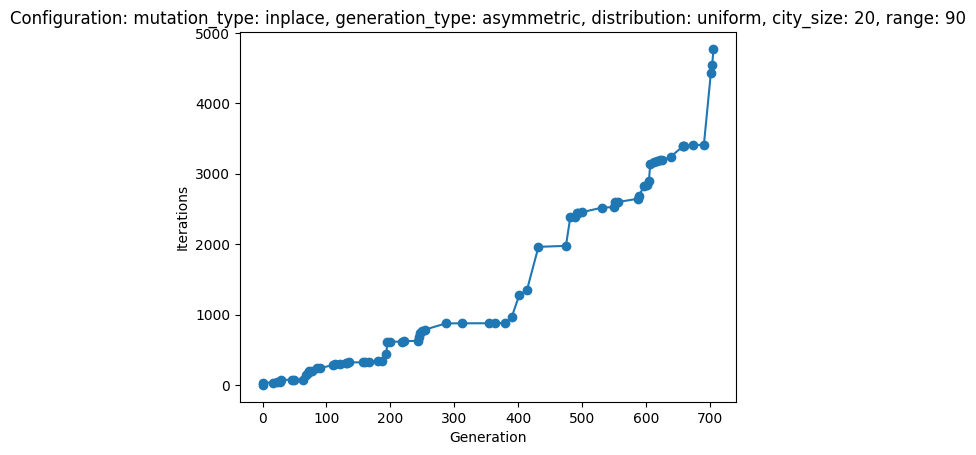 Configuration: mutation_type: inplace, generation_type: asymmetric, distribution: uniform, city_size: 20, range: 90
5000
4000
3000
2000
1000
0
Iterations
0 100 200 300 400 500 600 700
Generation